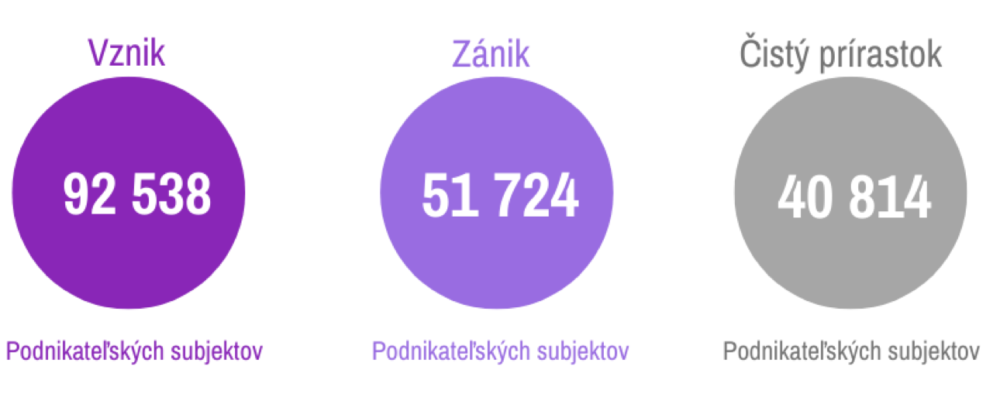 Vznik
Zánik
Čistý prírastok
92 538
51 724
40 814
Podnikateľských subjektov
Podnikateľských subjektov
Podnikateľských subjektov